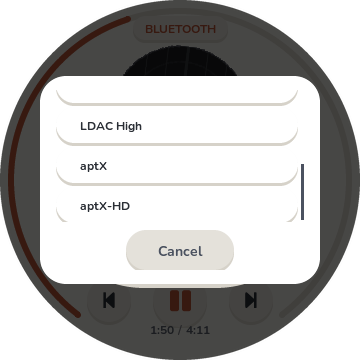 BLUETOOTH
LDAC High
aptX
aptX-HD
Cancel
1:50 / 4:11